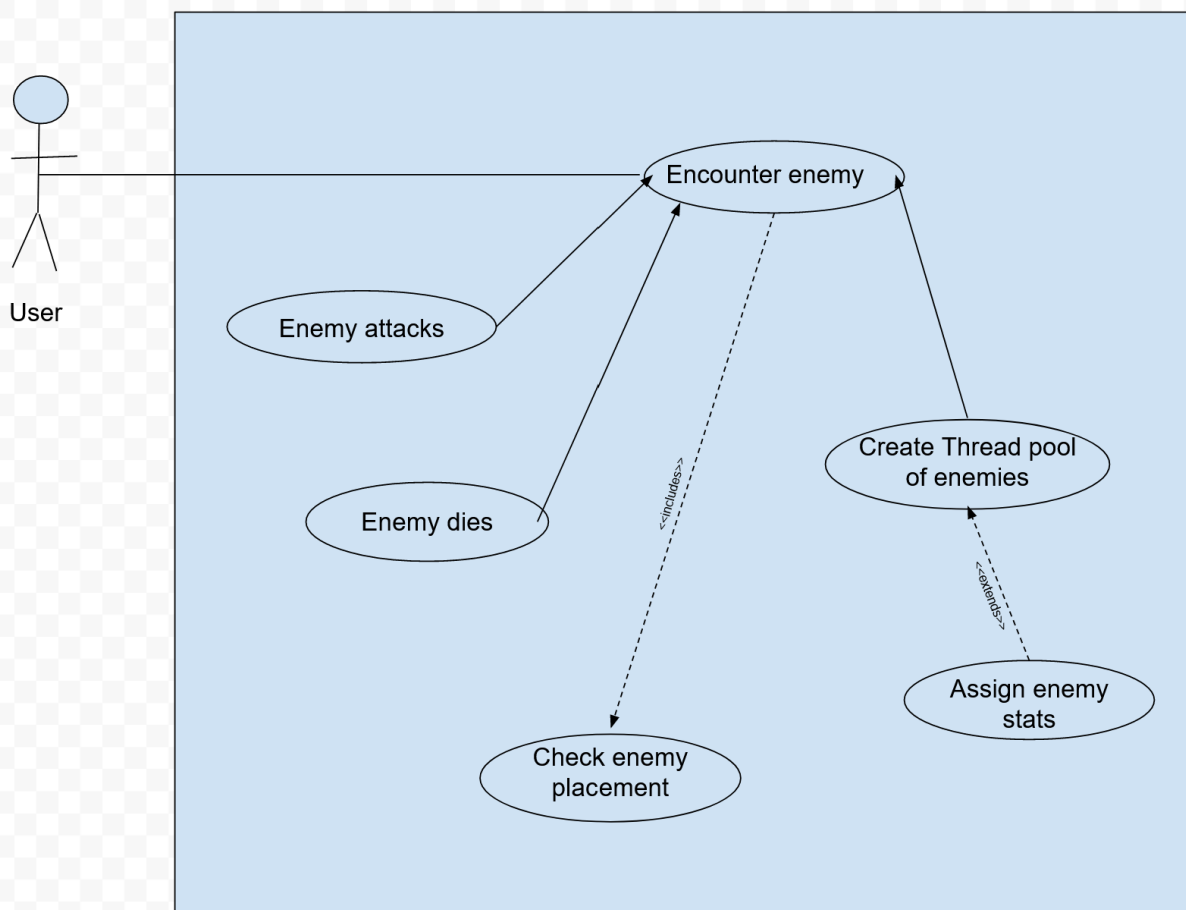 Encounter enemy
User
Enemy attacks
Create Thread pool
of enemies
<<includes>>
Enemy dies
<<extends>>
Assign enemy
stats
Check enemy
placement